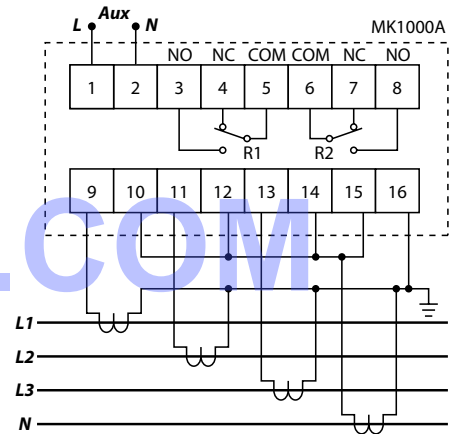 Aux
L N
MK1000A
NO NC COM COM NC NO
1 2 3 4 5 6 7 8
R1 R2
9 10 11 12 13 14 15 16
.COM
L1
L2
L3
N